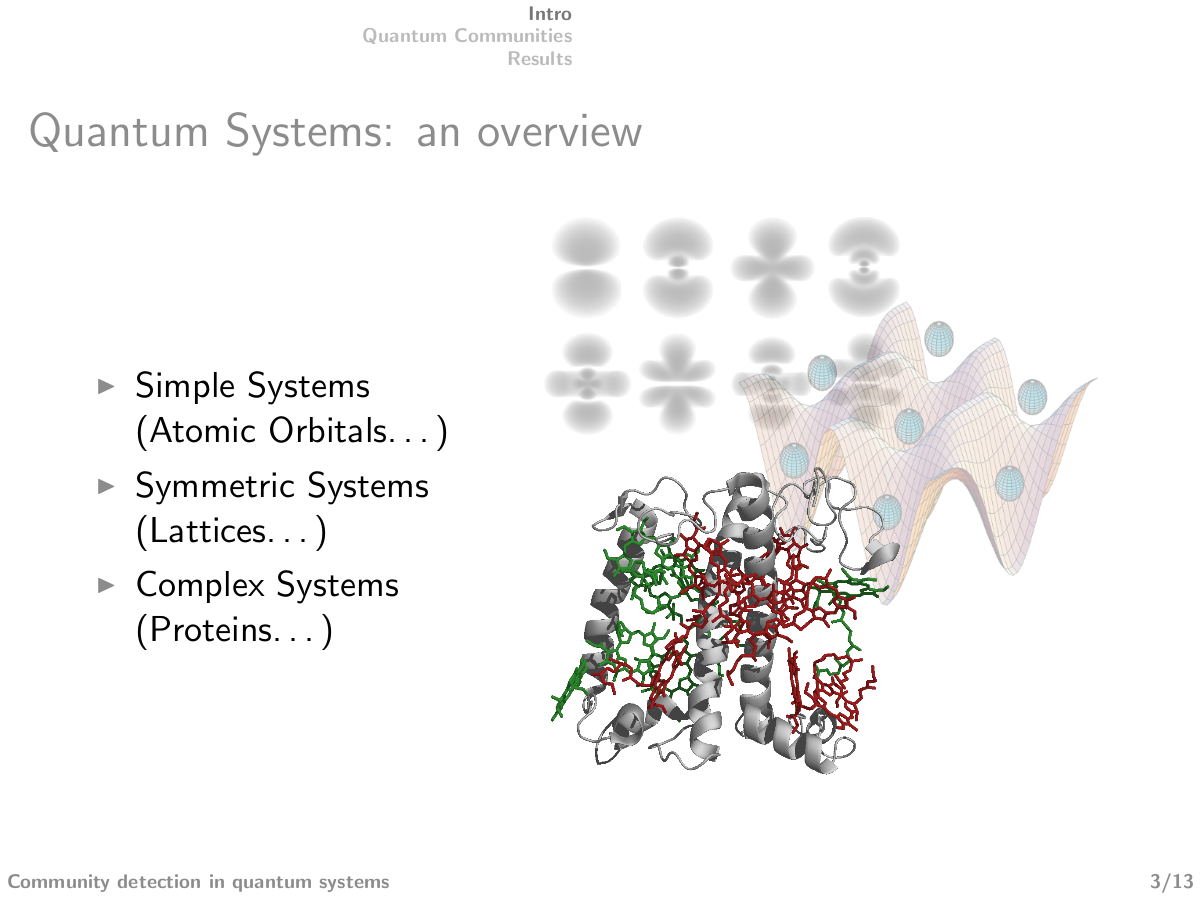 Intro
Quantum Communities
Results
Quantum Systems: an overview
▶ Simple Systems
(Atomic Orbitals. . . )
▶ Symmetric Systems
(Lattices. . . )
▶ Complex Systems
(Proteins. . . )
Community detection in quantum systems
3/13